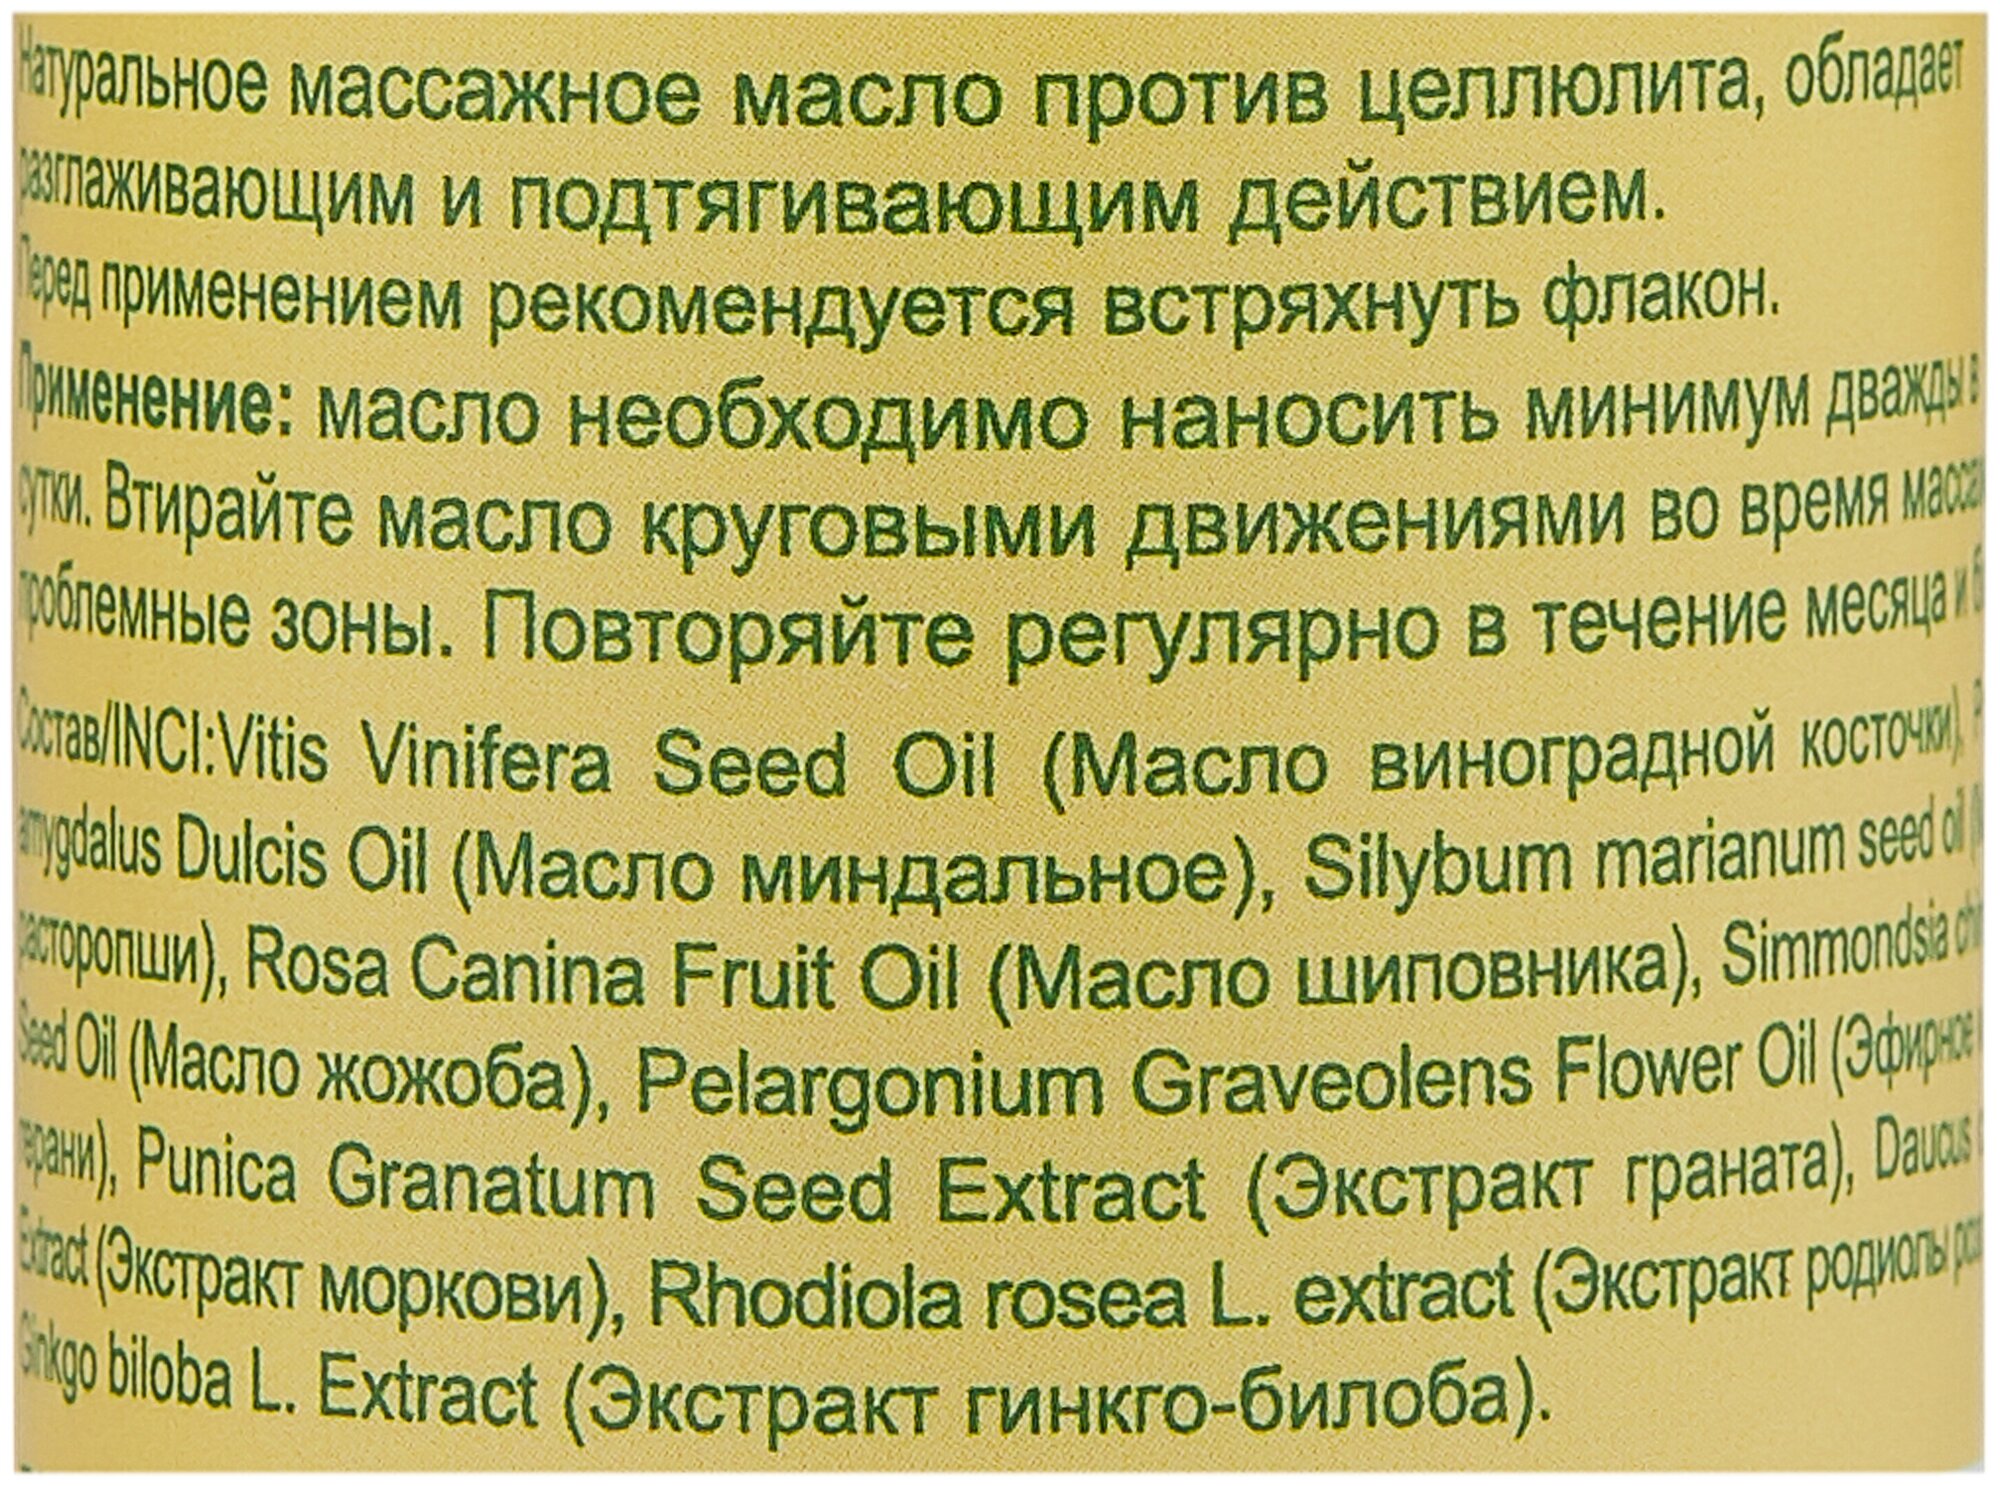 Натуральное массажное масло против целлюлита, обладает
разглаживающим и подтягивающим действием.
Перед применением рекомендуется встряхнуть флакон.
Применение: масло необходимо наносить минимум дважды в
сутки. Втирайте масло круговыми движениями во время
проблемные зоны. Повторяйте регулярно в течение месяца и
Состав/INCI:Vitis Vinifera Seed Oil (Масло виноградной косточки),
amygdalus Dulcis Oil (Масло миндальное), Silybum marianum seed oil
расторопши), Rosa Canina Fruit Oil (Масло шиповника), Simmondsia
Seed Oil (Масло жожоба), Pelargonium Graveolens Flower Oil (Эфирное
герани), Punica Granatum Seed Extract (Экстракт граната), Daucus
Extract (Экстракт моркови), Rhodiola rosea L. extract (Экстракт родиолы
Ginkgo biloba L. Extract (Экстракт гинкго-билоба).